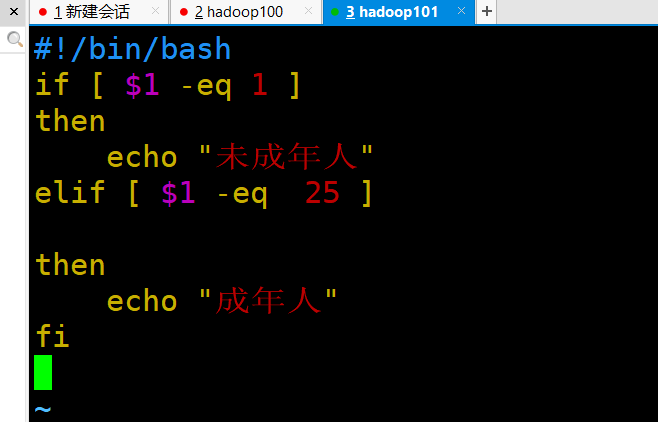 1 新建会话 2 hadoop100 3 hadoop101
#!/bin/bash
if [ $1 -eq 1 ]
then
    echo "未成年人"
elif [ $1 -eq  25 ]

then
    echo "成年人"
fi
~